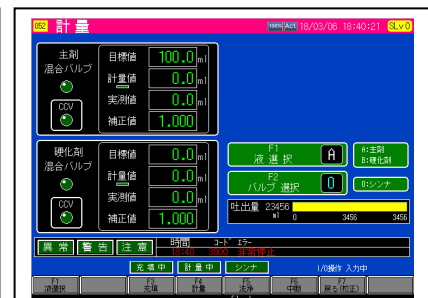 052 計 量
100% Act 18/03/06 18:40:21 SLv0
主剤
混合バルブ
CCV
目標値 100.0 ml
計量値 0.0 ml
実測値 0.0 ml
補正値 1.000
硬化剤
混合バルブ
CCV
目標値 0.0 ml
計量値 0.0 ml
実測値 0.0 ml
補正値 1.000
F1
液 選 択 A
A:主剤
B:硬化剤
F2
バルブ 選択 0
0:シンナ
吐出量 23456
ml 0 3456 3456
異 常 警 告 注 意
時間 コード エラー
18:40 3000 非常停止
充 填 中 計 量 中 シンナ I/O操作 入力中
F1
液選択
F3
充填
F4
計量
F5
洗浄
F6
中断
F7
戻る(校正)